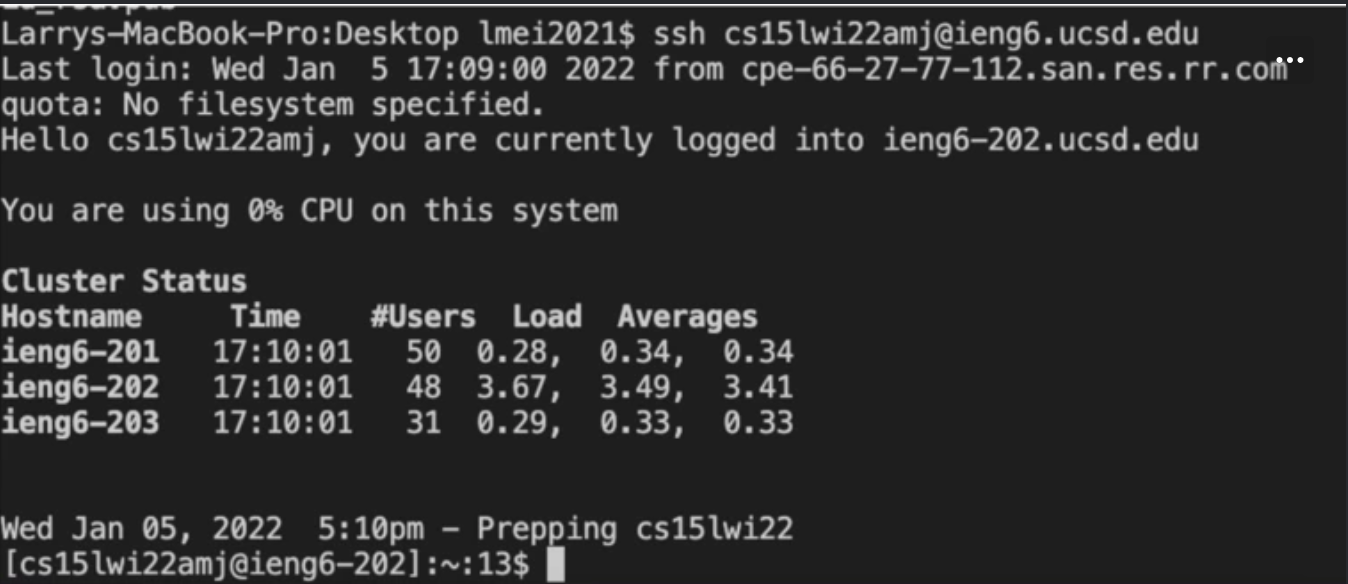 Larrys-MacBook-Pro:Desktop lmei2021$ ssh cs15lwi22amj@ieng6.ucsd.edu
Last login: Wed Jan  5 17:09:00 2022 from cpe-66-27-77-112.san.res.rr.com
quota: No filesystem specified.
Hello cs15lwi22amj, you are currently logged into ieng6-202.ucsd.edu
You are using 0% CPU on this system
Cluster Status
Hostname     Time    #Users  Load  Averages
ieng6-201   17:10:01   50  0.28,  0.34,  0.34
ieng6-202   17:10:01   48  3.67,  3.49,  3.41
ieng6-203   17:10:01   31  0.29,  0.33,  0.33
Wed Jan 05, 2022  5:10pm - Prepping cs15lwi22
[cs15lwi22amj@ieng6-202]:~:13$